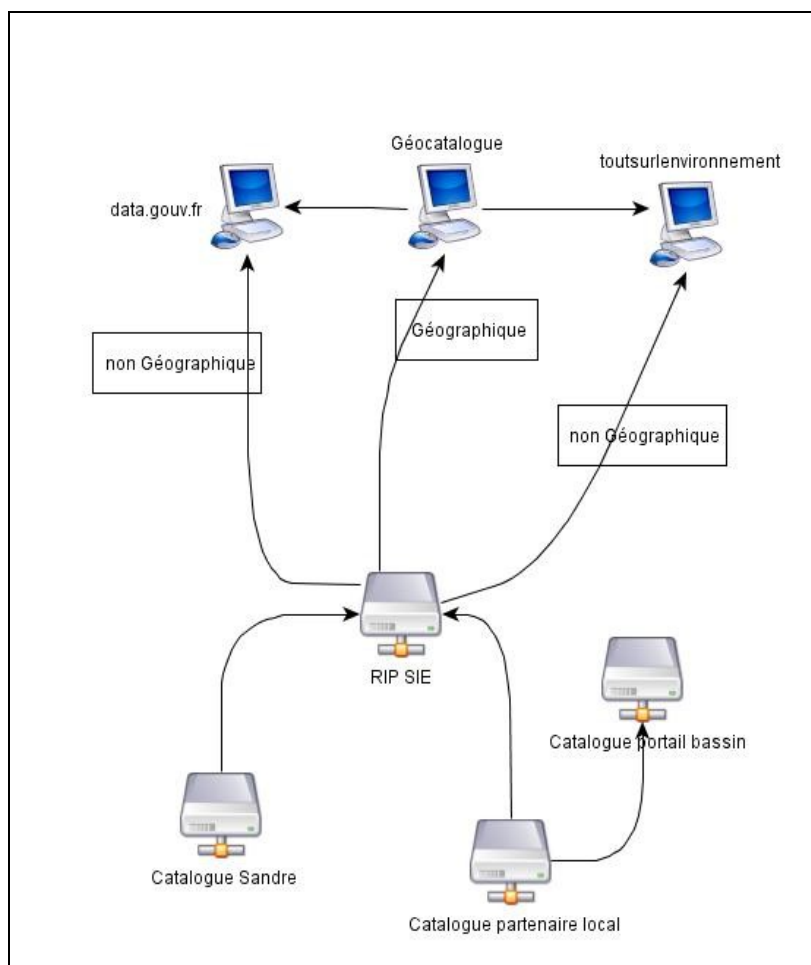 Géocatalogue
toutsurlenvironnement
data.gouv.fr
Géographique
non Géographique
non Géographique
RIP SIE
Catalogue portail bassin
Catalogue Sandre
Catalogue partenaire local